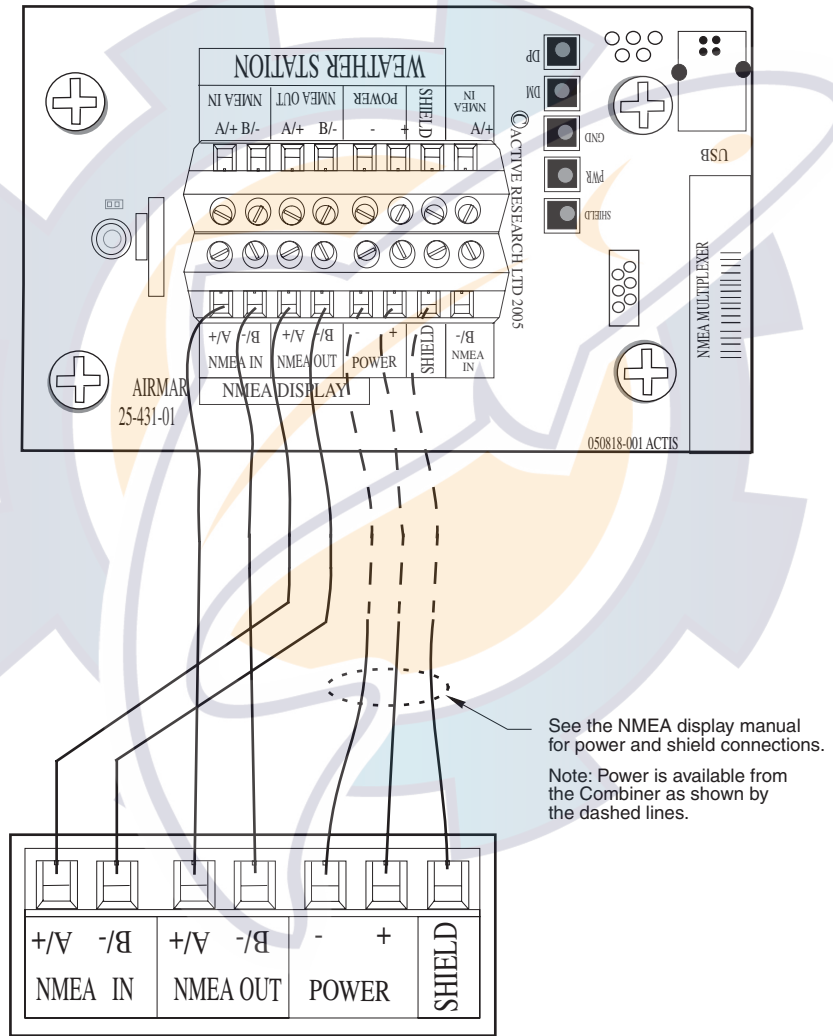 WEATHER STATION
NMEA IN NMEA OUT POWER SHIELD NMEA IN
A/+ B/- A/+ B/- - + A/+
DP
DM
GND
PWR
SHIELD
USB
© ACTIVE RESEARCH LTD 2005
NMEA MULTIPLEXER
A/+ B/- A/+ B/- - + SHIELD B/-
NMEA IN NMEA OUT POWER NMEA IN
NMEA DISPLAY
AIRMAR
25-431-01
050818-001 ACTIS
See the NMEA display manual
for power and shield connections.
Note: Power is available from
the Combiner as shown by
the dashed lines.
A/+ B/- A/+ B/- - + SHIELD
NMEA IN NMEA OUT POWER